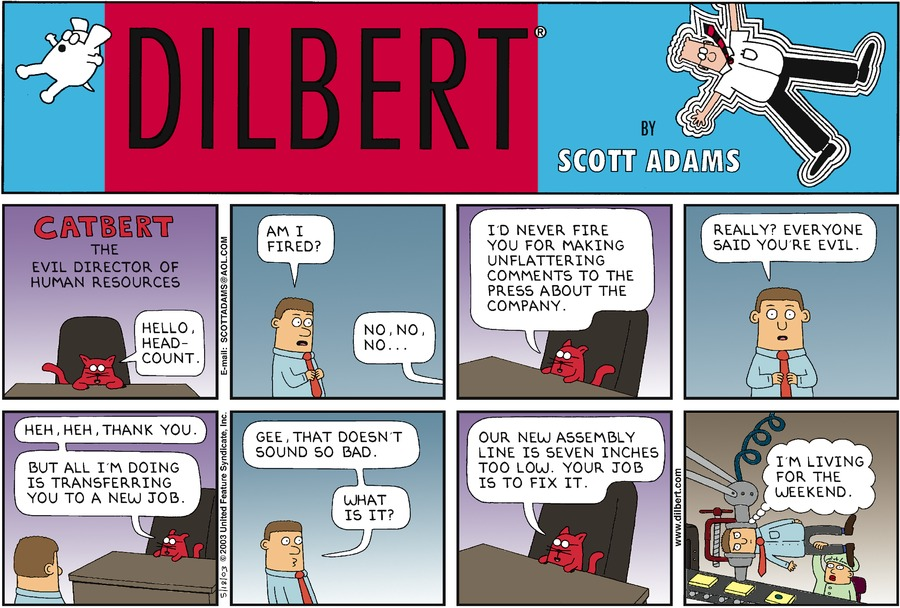 DILBERT®
BY
SCOTT ADAMS
CATBERT
THE
EVIL DIRECTOR OF
HUMAN RESOURCES
HELLO,
HEAD-
COUNT.
E-mail: SCOTTADAMS@AOL.COM
AM I
FIRED?
NO, NO,
NO...
I'D NEVER FIRE
YOU FOR MAKING
UNFLATTERING
COMMENTS TO THE
PRESS ABOUT THE
COMPANY.
REALLY? EVERYONE
SAID YOU'RE EVIL.
HEH, HEH, THANK YOU.
BUT ALL I'M DOING
IS TRANSFERRING
YOU TO A NEW JOB.
5/18/03 © 2003 United Feature Syndicate, Inc.
GEE, THAT DOESN'T
SOUND SO BAD.
WHAT
IS IT?
OUR NEW ASSEMBLY
LINE IS SEVEN INCHES
TOO LOW. YOUR JOB
IS TO FIX IT.
www.dilbert.com
I'M LIVING
FOR THE
WEEKEND.